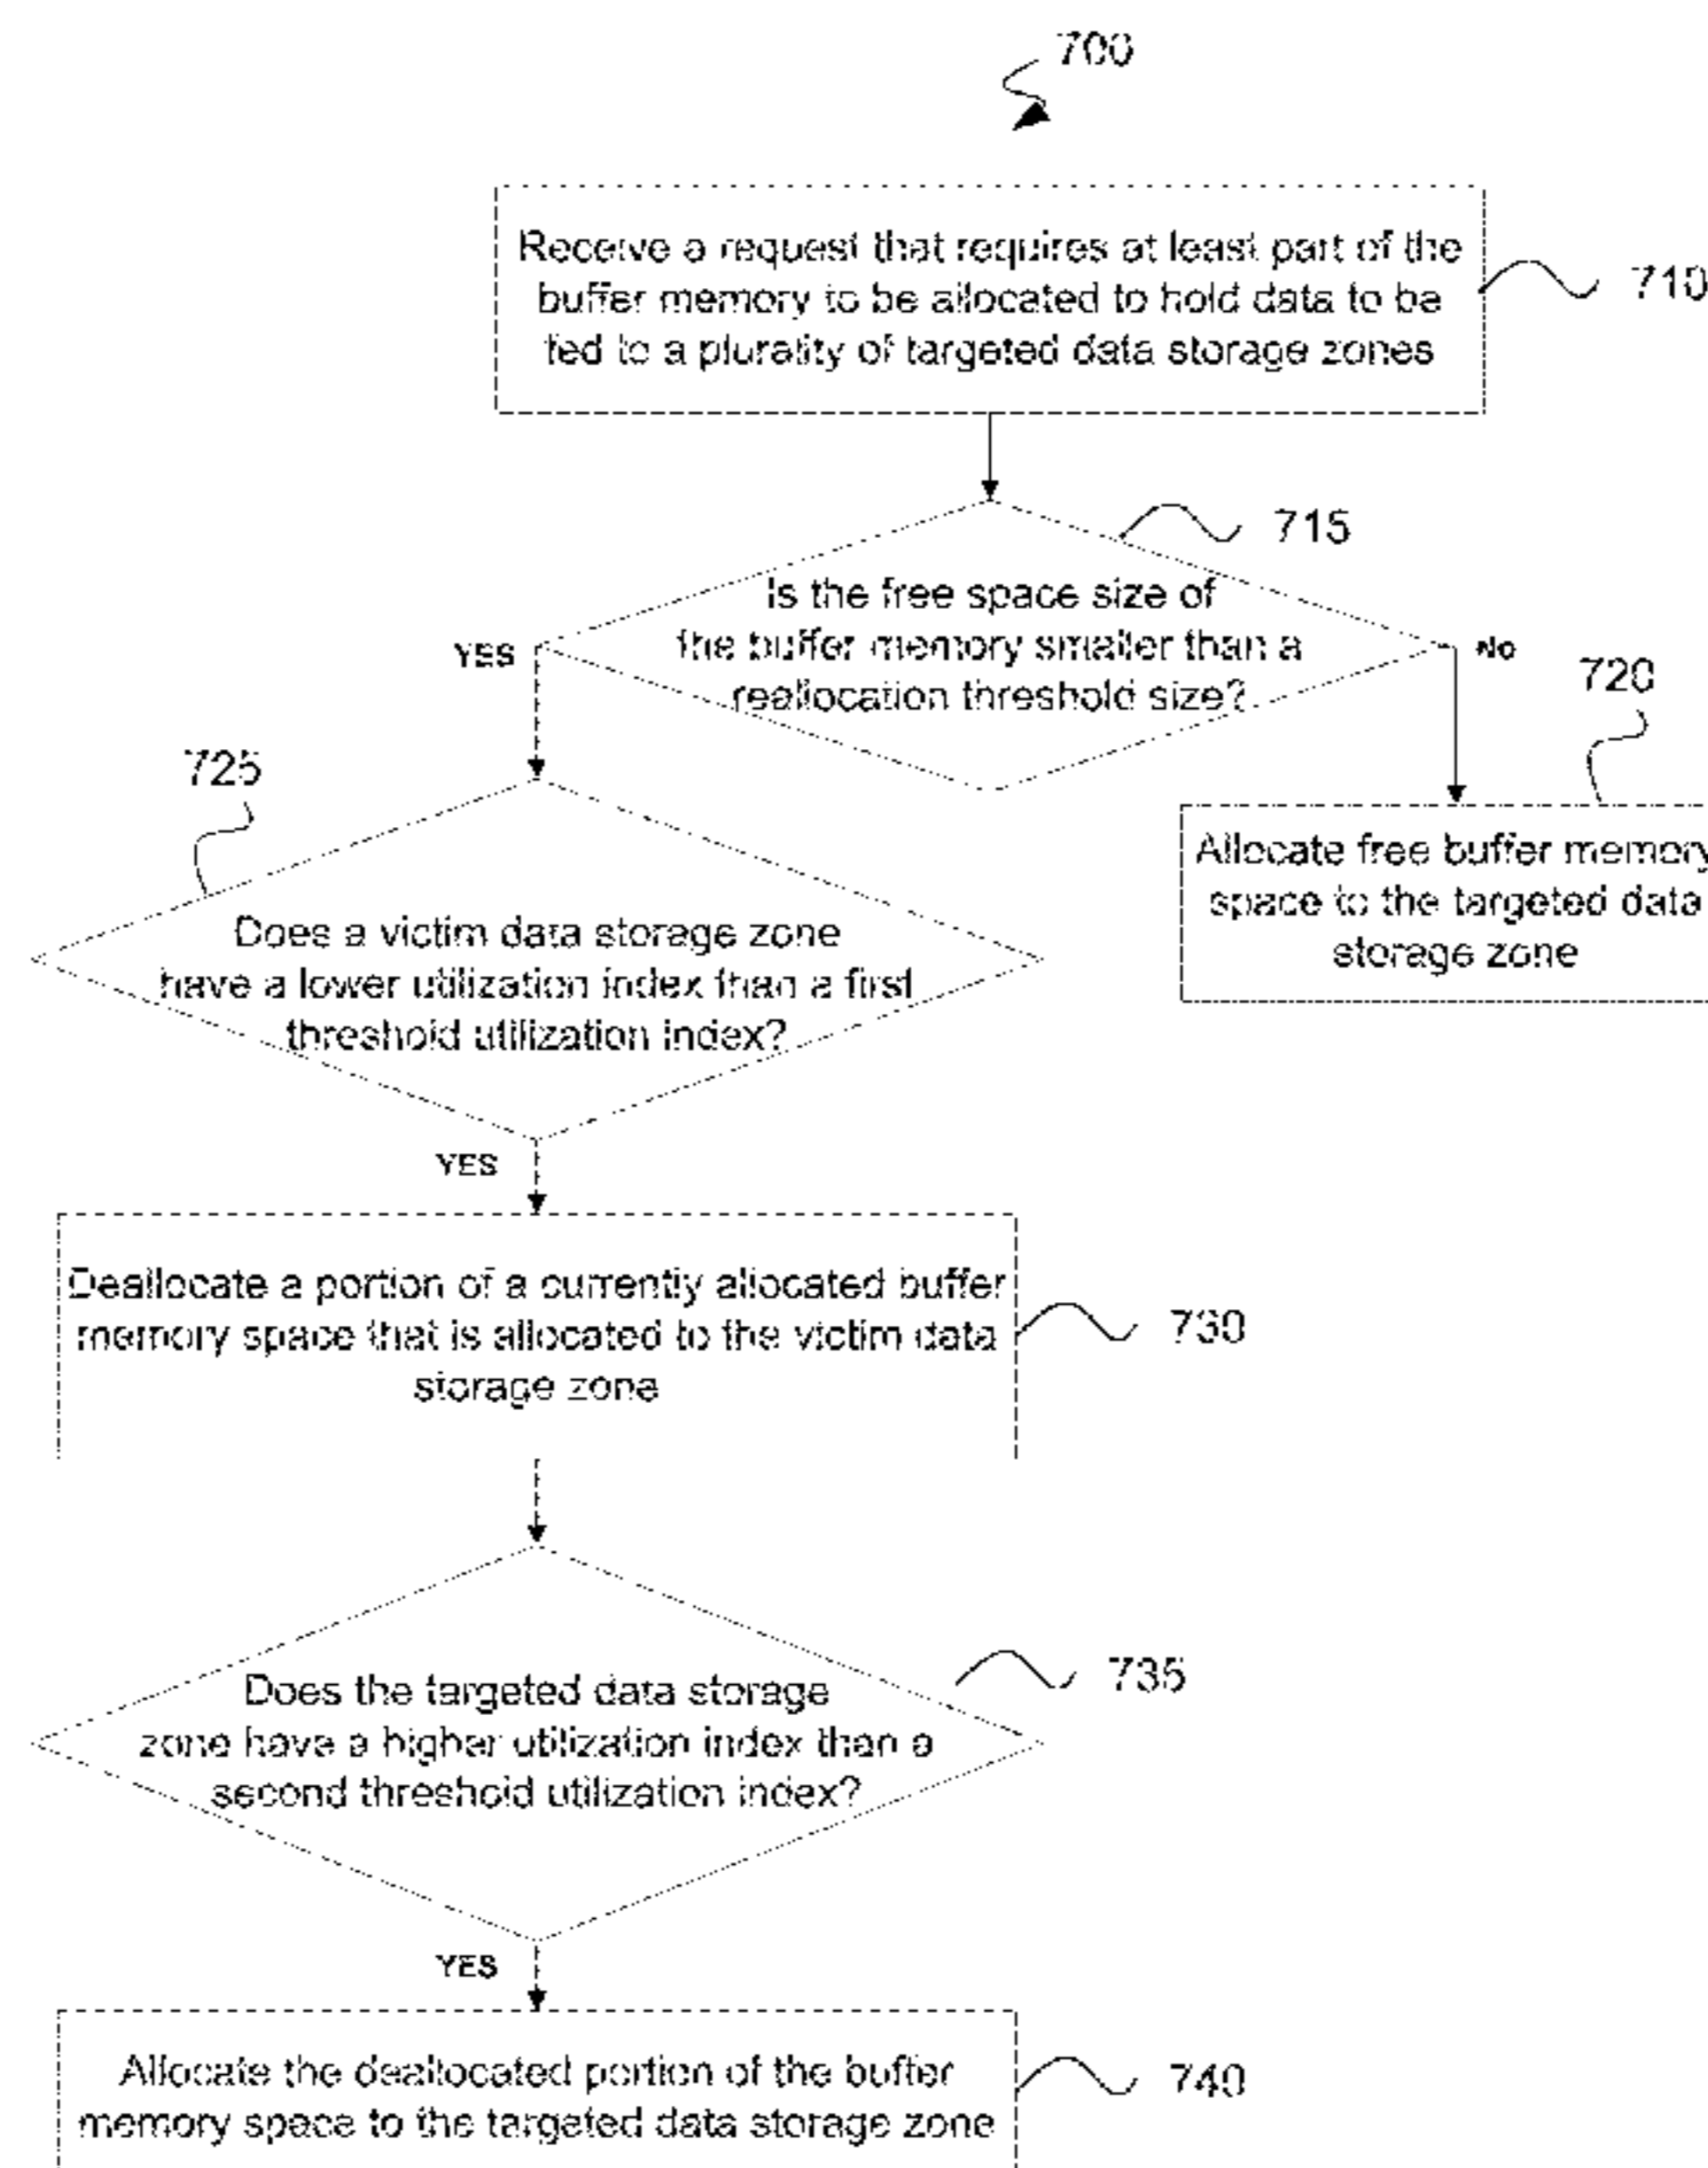 700
Receive a request that requires at least part of the
buffer memory to be allocated to hold data to be
fed to a plurality of targeted data storage zones
710
715
Is the free space size of
the buffer memory smaller than a
reallocation threshold size?
YES
No
720
725
Allocate free buffer memory
space to the targeted data
storage zone
Does a victim data storage zone
have a lower utilization index than a first
threshold utilization index?
YES
Deallocate a portion of a currently allocated buffer
memory space that is allocated to the victim data
storage zone
730
Does the targeted data storage
zone have a higher utilization index than a
second threshold utilization index?
735
YES
Allocate the deallocated portion of the buffer
memory space to the targeted data storage zone
740